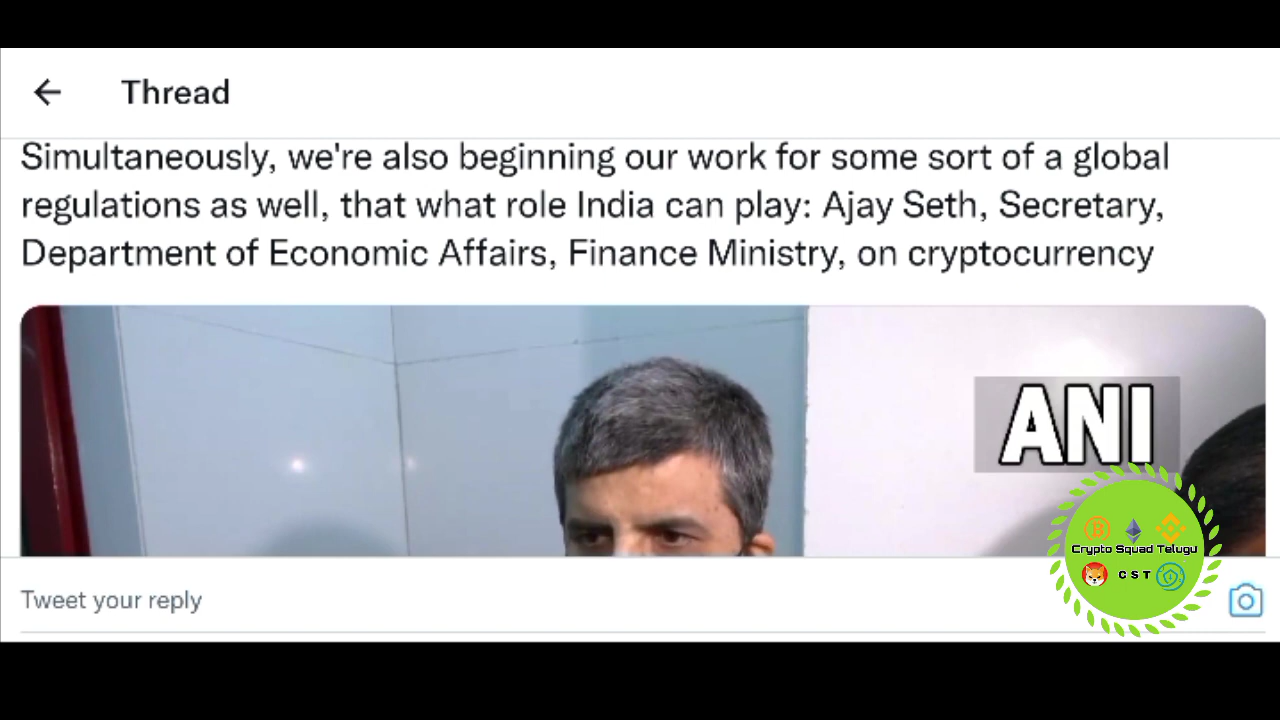 Thread
Simultaneously, we're also beginning our work for some sort of a global
regulations as well, that what role India can play: Ajay Seth, Secretary,
Department of Economic Affairs, Finance Ministry, on cryptocurrency
ANI
Crypto Squad Telugu
CST
Tweet your reply